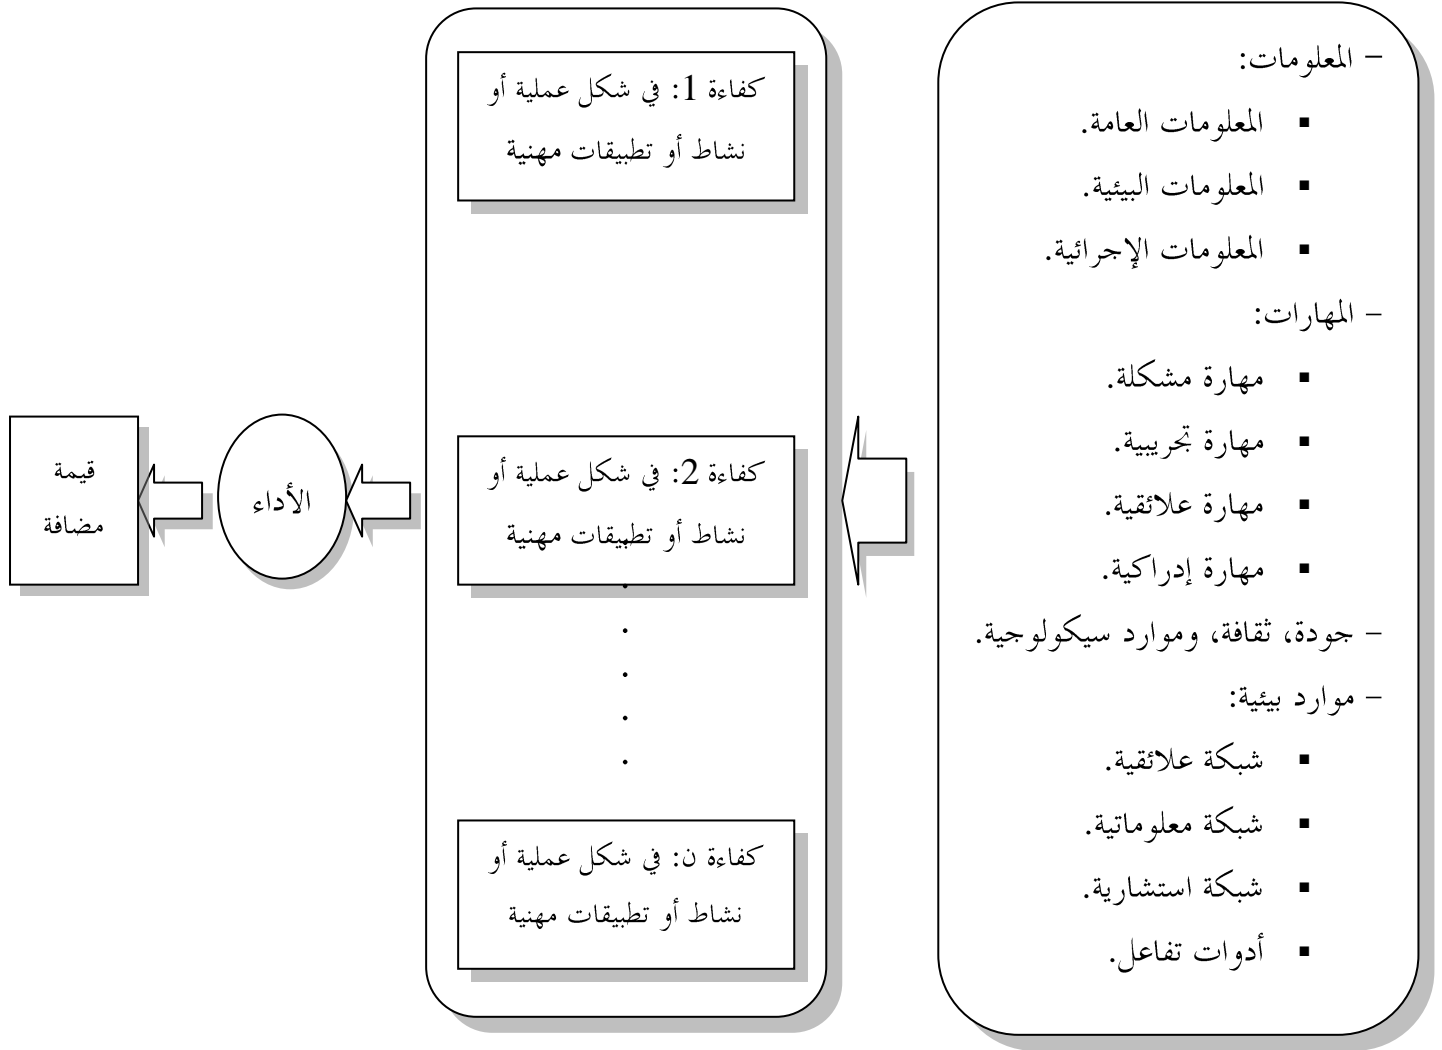 – المعلومات:
▪ المعلومات العامة.
▪ المعلومات البيئية.
▪ المعلومات الإجرائية.
– المهارات:
▪ مهارة مشكلة.
▪ مهارة تجريبية.
▪ مهارة علائقية.
▪ مهارة إدراكية.
– جودة، ثقافة، وموارد سيكولوجية.
– موارد بيئية:
▪ شبكة علائقية.
▪ شبكة معلوماتية.
▪ شبكة استشارية.
▪ أدوات تفاعل.
كفاءة 1: في شكل عملية أو
نشاط أو تطبيقات مهنية
كفاءة 2: في شكل عملية أو
نشاط أو تطبيقات مهنية
.
.
.
.
.
.
كفاءة ن: في شكل عملية أو
نشاط أو تطبيقات مهنية
الأداء
قيمة
مضافة